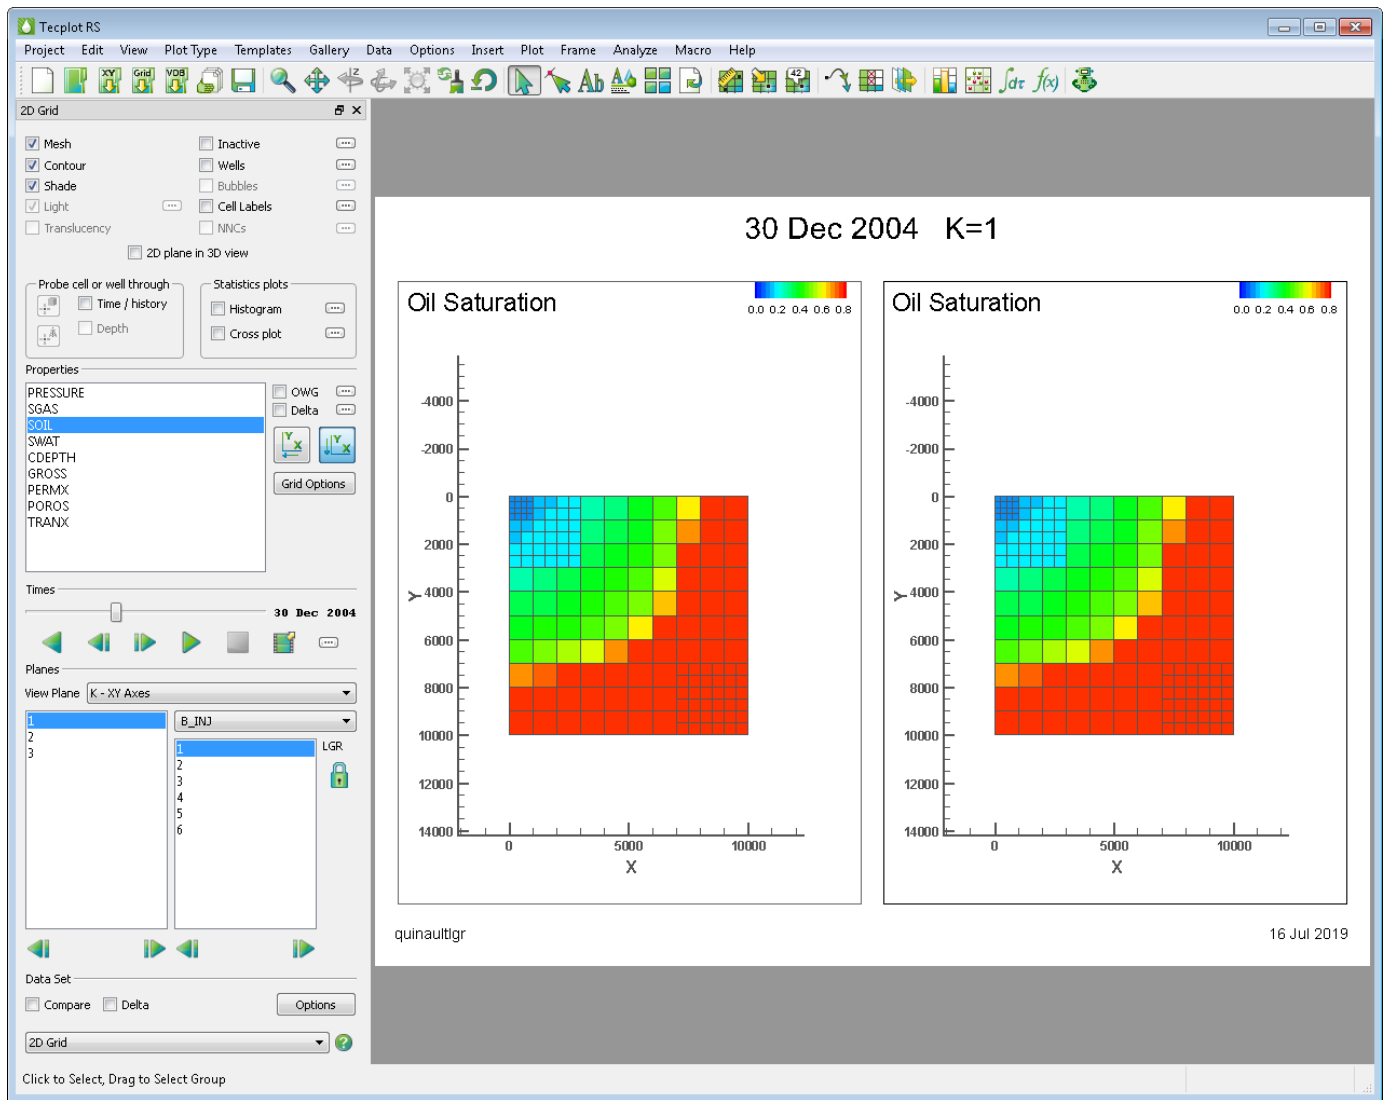 Tecplot RS
Project Edit View Plot Type Templates Gallery Data Options Insert Plot Frame Analyze Macro Help
XY Grid VDB Z Ab 42 ∫dτ f(x)
2D Grid
Mesh Inactive
Contour Wells
Shade Bubbles
Light Cell Labels
Translucency NNCs
2D plane in 3D view
Probe cell or well through Statistics plots
Time / history Histogram
Depth Cross plot
Properties
PRESSURE
SGAS
SOIL
SWAT
CDEPTH
GROSS
PERMX
POROS
TRANX
OWG
Delta
Y X Y X
Grid Options
Times
30 Dec 2004
Planes
View Plane K - XY Axes
1
2
3
B_INJ
1
2
3
4
5
6
LGR
Data Set
Compare Delta Options
2D Grid
Click to Select, Drag to Select Group
30 Dec 2004 K=1
Oil Saturation
0.0 0.2 0.4 0.6 0.8
-4000
-2000
0
2000
Y 4000
6000
8000
10000
12000
14000
0 5000 10000
X
Oil Saturation
0.0 0.2 0.4 0.6 0.8
-4000
-2000
0
2000
Y 4000
6000
8000
10000
12000
14000
0 5000 10000
X
quinaultlgr 16 Jul 2019